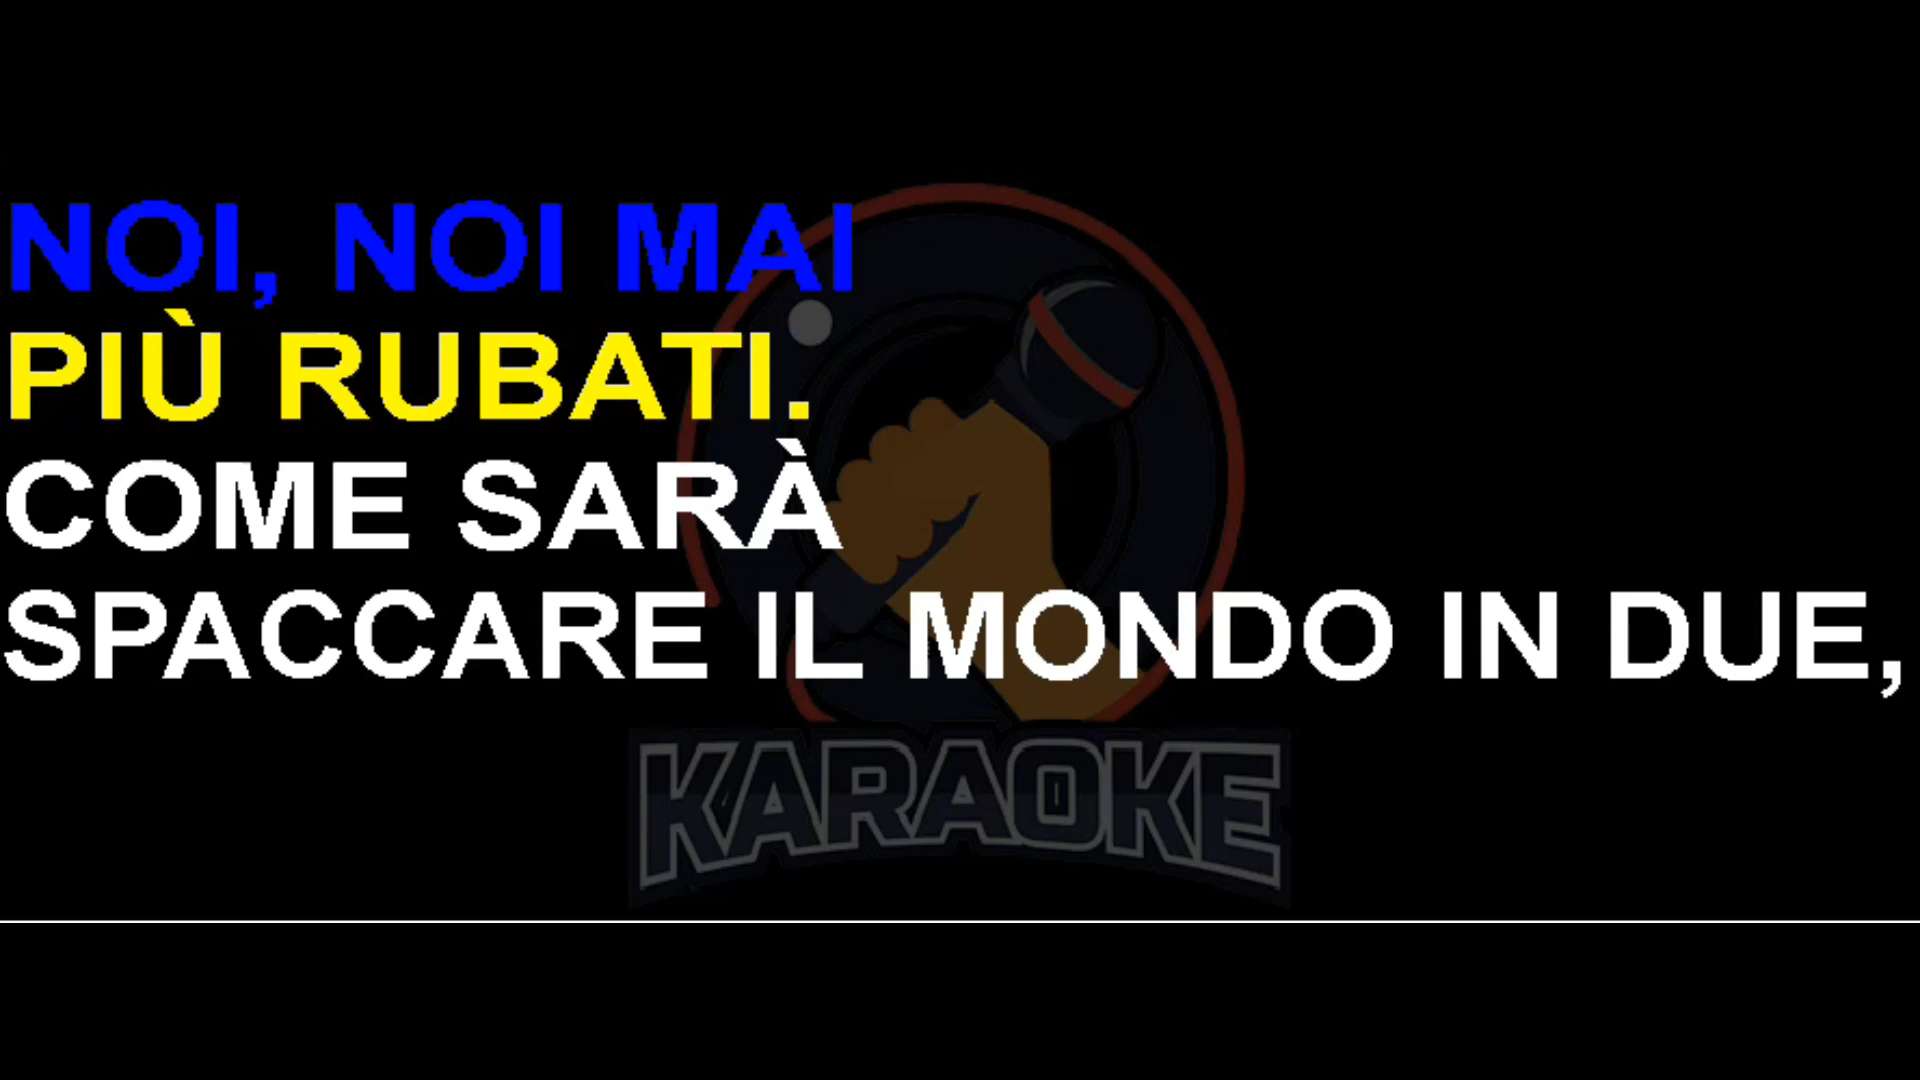 NOI, NOI MAI
PIÙ RUBATI.
COME SARÀ
SPACCARE IL MONDO IN DUE,
KARAOKE